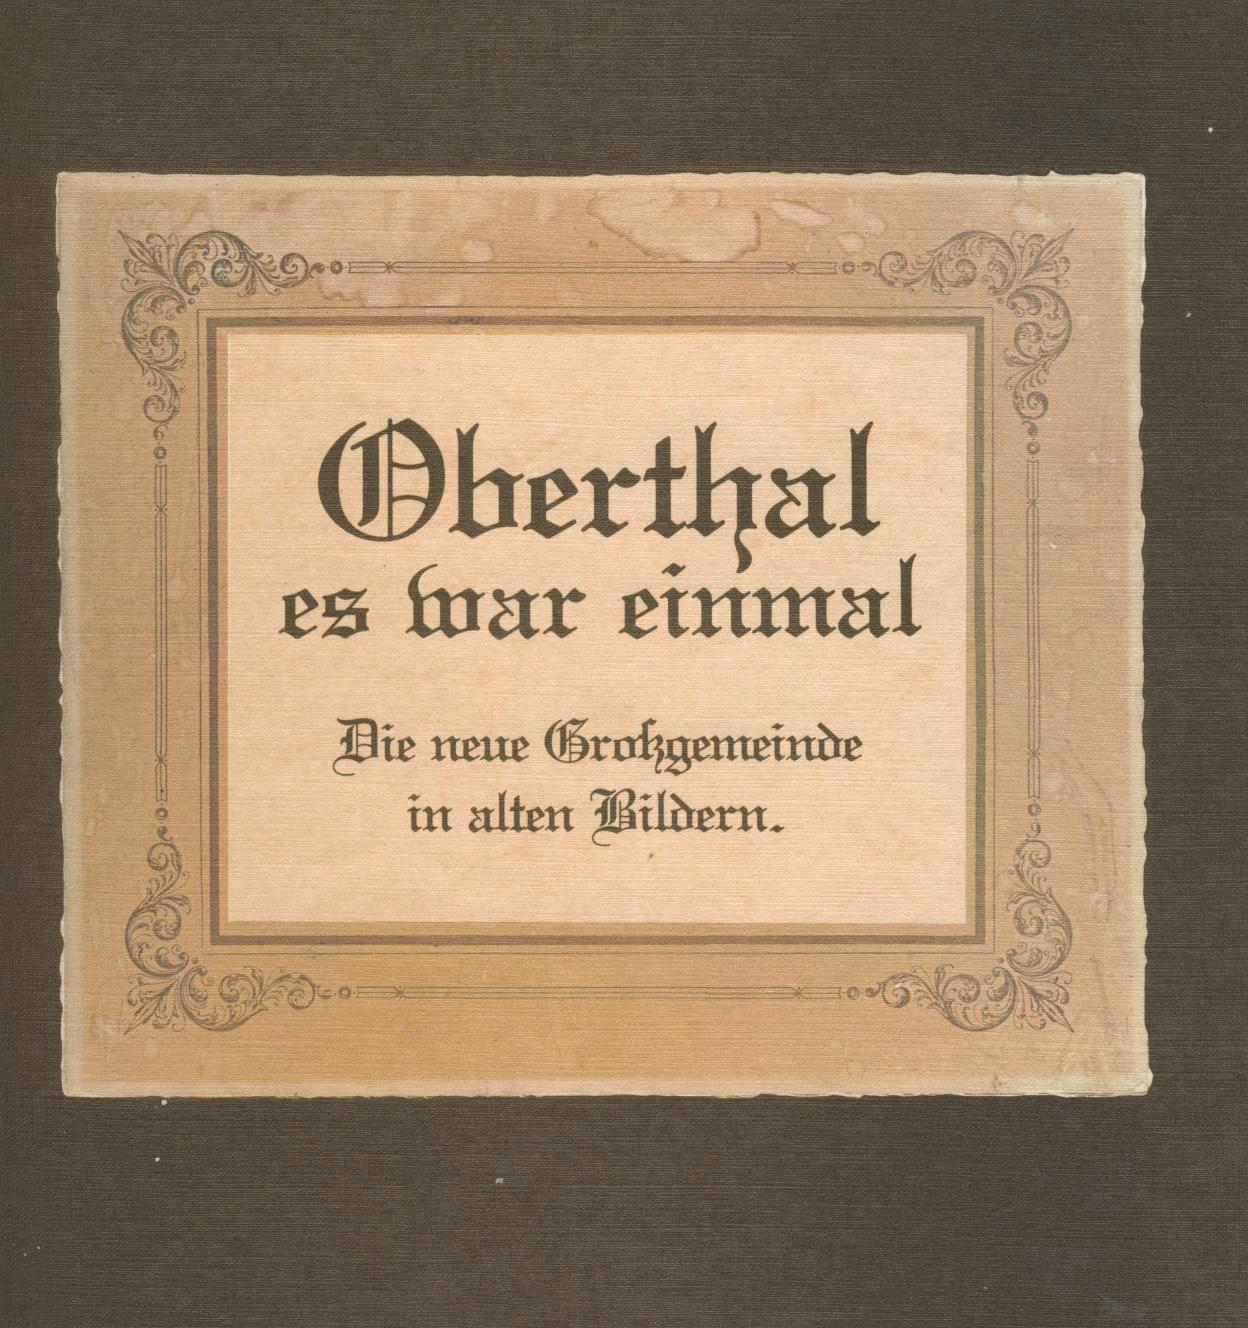 Oberthal
es war einmal
Die neue Großgemeinde
in alten Bildern.